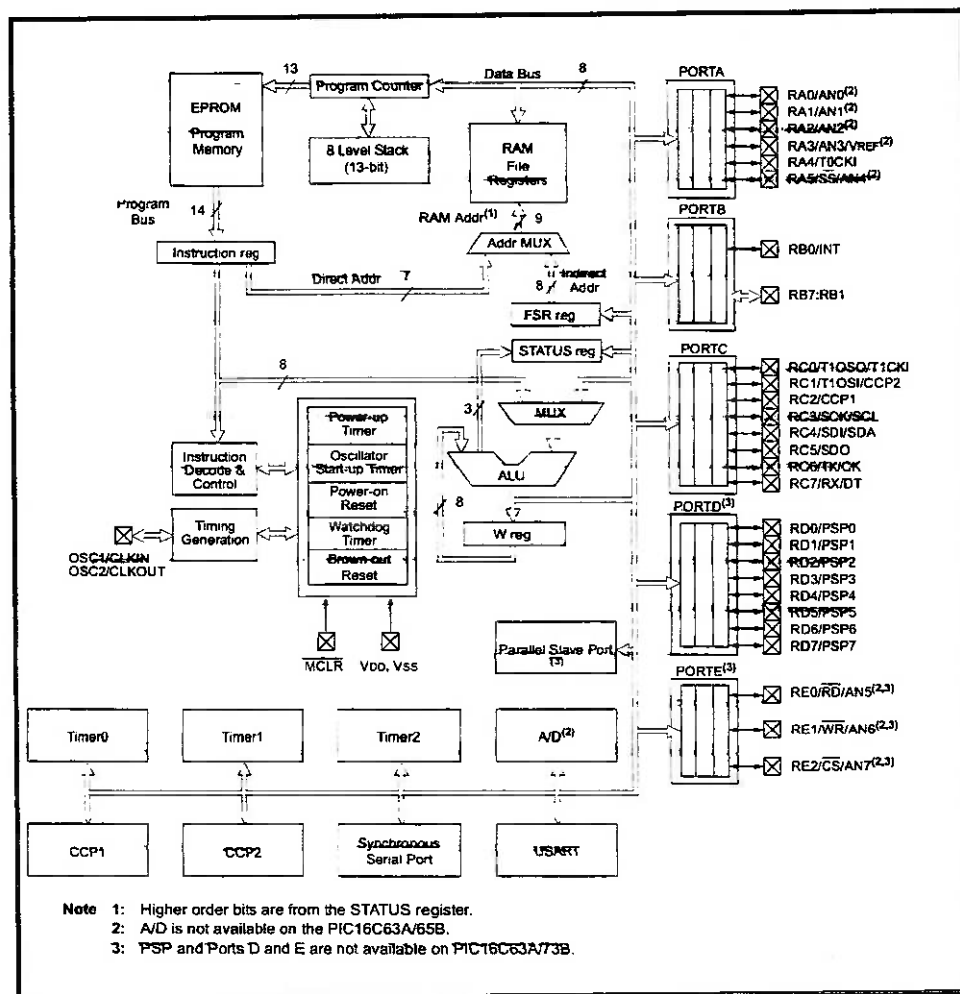 13
Data Bus
8
PORTA
EPROM
Program
Memory
Program Counter
8 Level Stack
(13-bit)
RAM
File
Registers
RA0/AN0(2)
RA1/AN1(2)
RA2/AN2(2)
RA3/AN3/VREF(2)
RA4/T0CKI
RA5/SS/AN4(2)
Program
Bus
14
RAM Addr(1)
9
PORTB
Instruction reg
Addr MUX
RB0/INT
Direct Addr
7
8
Indirect
Addr
RB7:RB1
FSR reg
STATUS reg
PORTC
8
3
MUX
RC0/T1OSO/T1CKI
RC1/T1OSI/CCP2
RC2/CCP1
RC3/SCK/SCL
RC4/SDI/SDA
RC5/SDO
RC6/TX/CK
RC7/RX/DT
Power-up
Timer
Oscillator
Start-up Timer
Power-on
Reset
Watchdog
Timer
Brown-out
Reset
Instruction
Decode &
Control
ALU
8
Timing
Generation
W reg
OSC1/CLKIN
OSC2/CLKOUT
PORTD(3)
RD0/PSP0
RD1/PSP1
RD2/PSP2
RD3/PSP3
RD4/PSP4
RD5/PSP5
RD6/PSP6
RD7/PSP7
MCLR
VDD, VSS
Parallel Slave Port
(3)
PORTE(3)
RE0/RD/AN5(2,3)
RE1/WR/AN6(2,3)
RE2/CS/AN7(2,3)
Timer0
Timer1
Timer2
A/D(2)
CCP1
CCP2
Synchronous
Serial Port
USART
Note 1: Higher order bits are from the STATUS register.
2: A/D is not available on the PIC16C63A/65B.
3: PSP and Ports D and E are not available on PIC16C63A/73B.